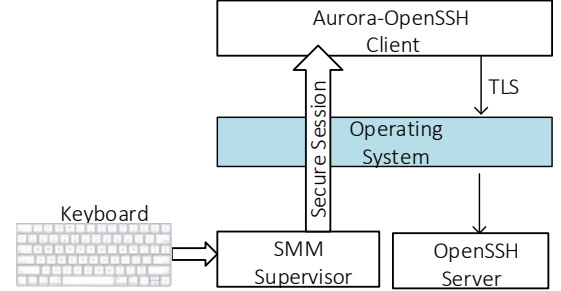 Aurora-OpenSSH
Client
TLS
Secure Session
Operating
System
Keyboard
SMM
Supervisor
OpenSSH
Server